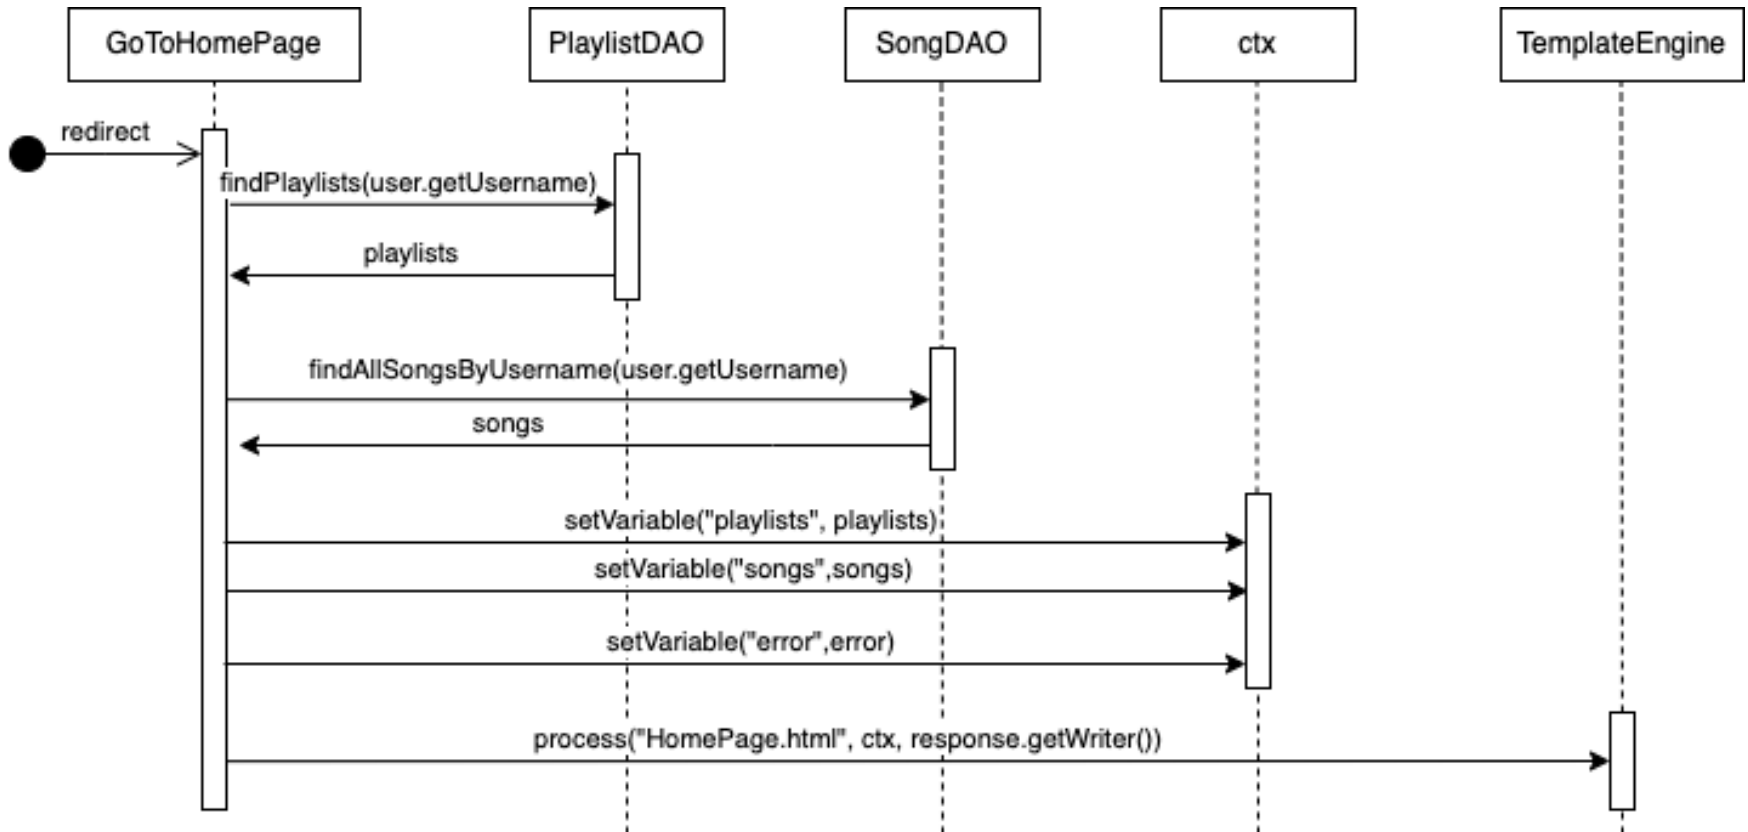 GoToHomePage
PlaylistDAO
SongDAO
ctx
TemplateEngine
redirect
findPlaylists(user.getUsername)
playlists
findAllSongsByUsername(user.getUsername)
songs
setVariable("playlists", playlists)
setVariable("songs",songs)
setVariable("error",error)
process("HomePage.html", ctx, response.getWriter())